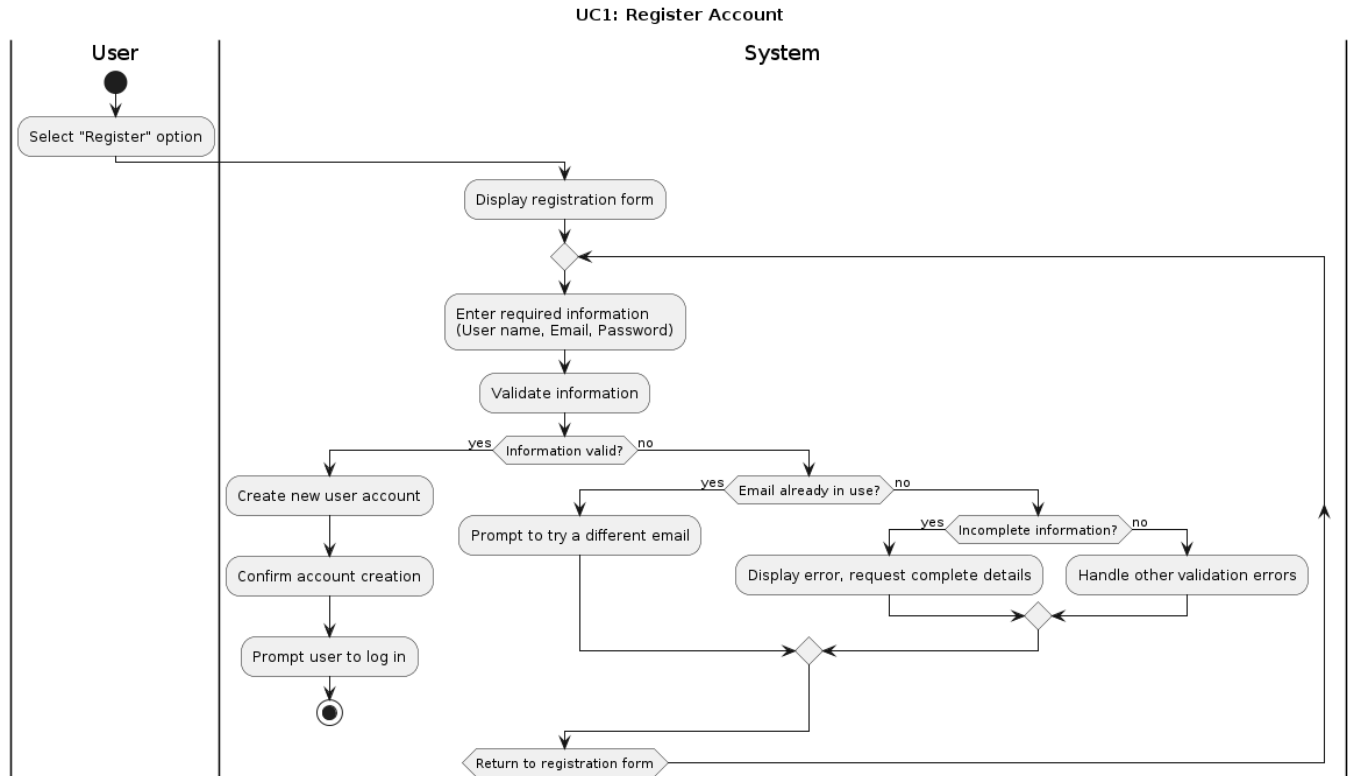 UC1: Register Account
User
System
Select "Register" option
Display registration form
Enter required information
(User name, Email, Password)
Validate information
yes
Information valid?
no
Create new user account
yes
Email already in use?
no
Prompt to try a different email
yes
Incomplete information?
no
Display error, request complete details
Handle other validation errors
Confirm account creation
Prompt user to log in
Return to registration form